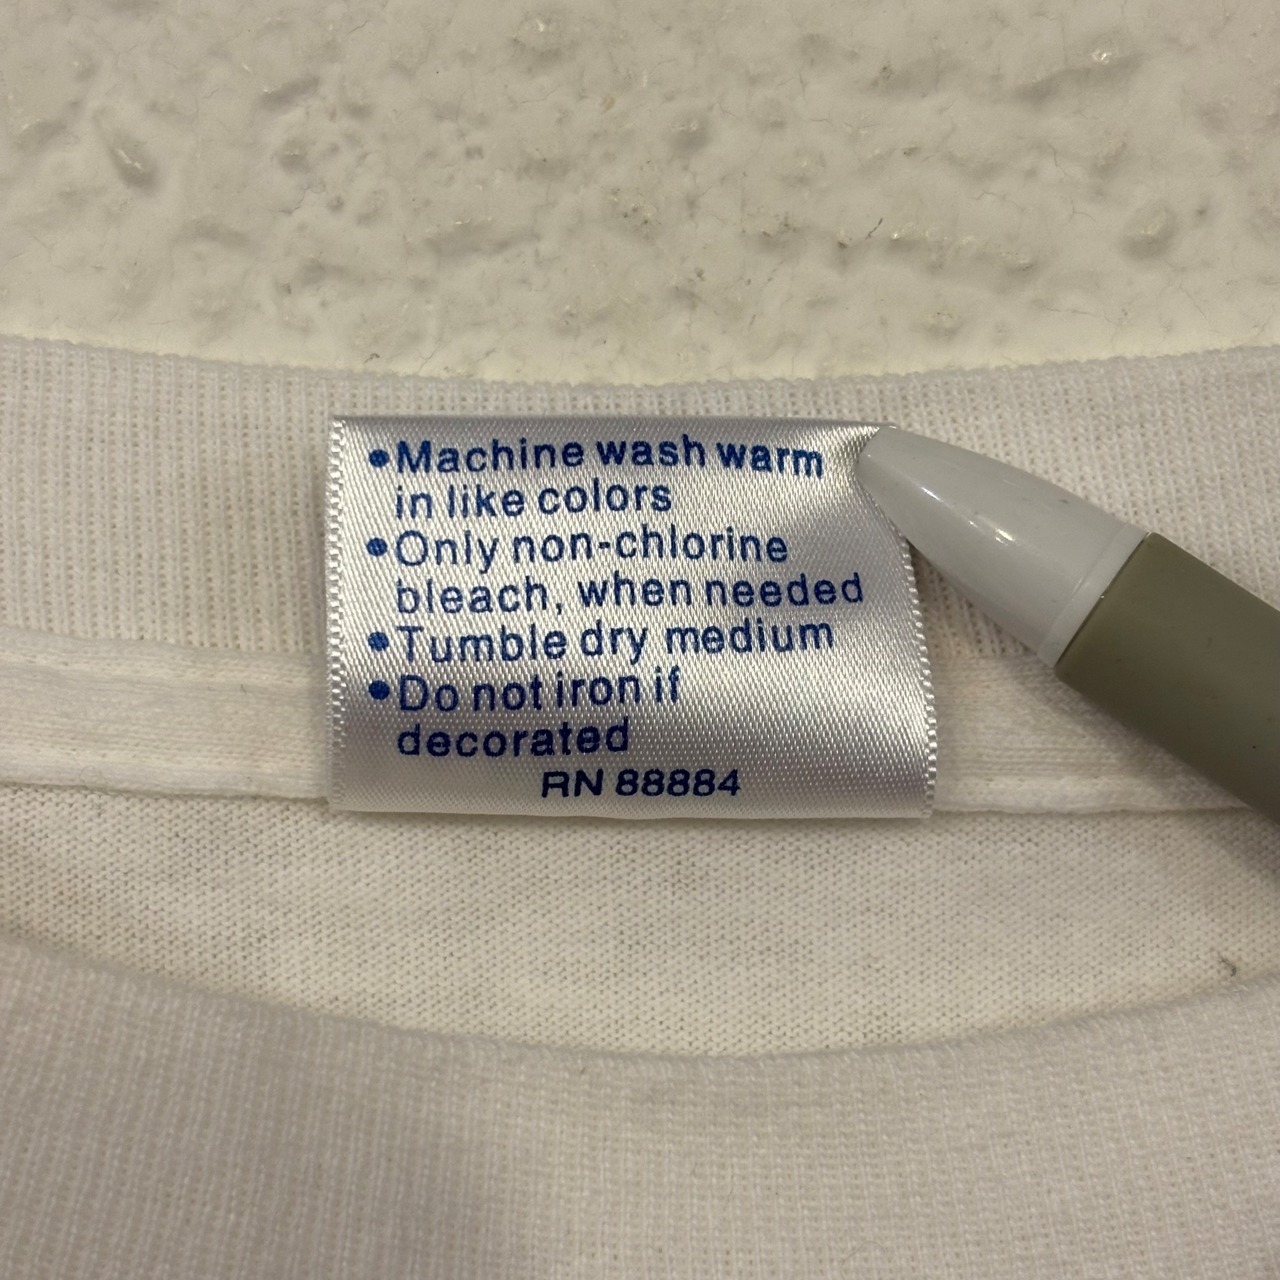 •Machine wash warm
in like colors
•Only non-chlorine
bleach, when needed
•Tumble dry medium
•Do not iron if
decorated
RN 88884